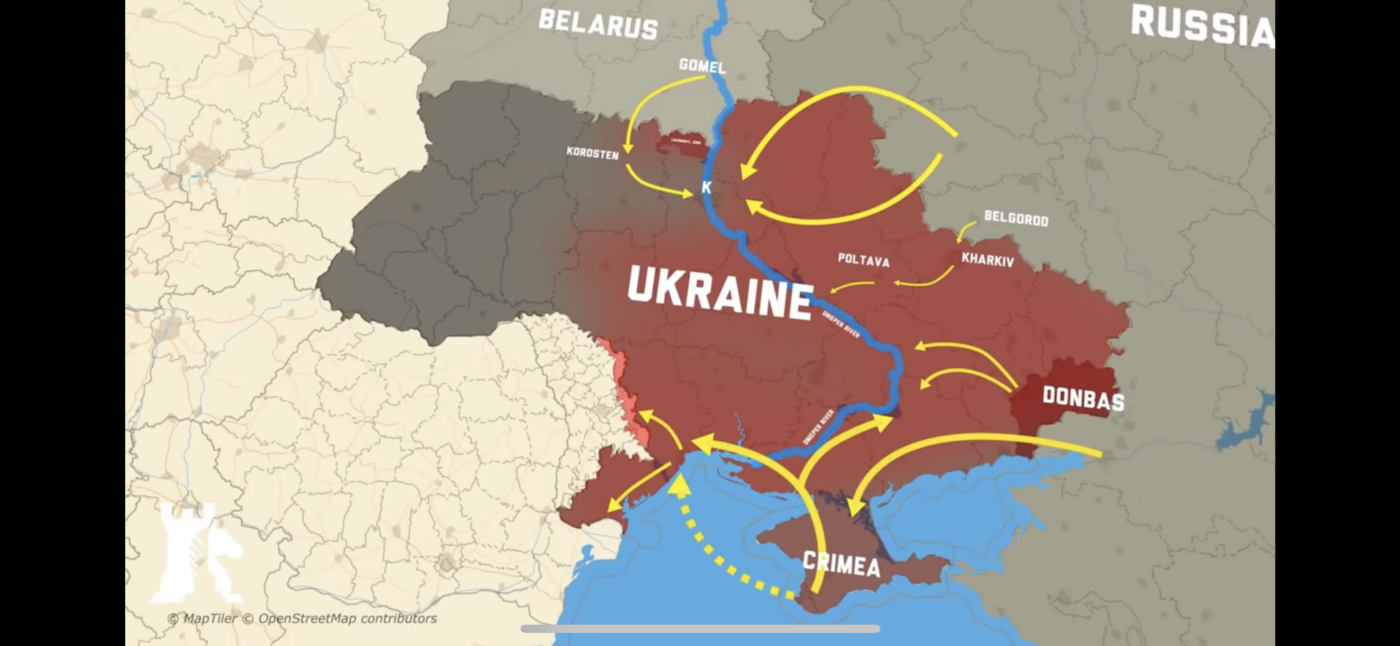 BELARUS
RUSSIA
GOMEL
KOROSTEN
K
BELGOROD
POLTAVA
KHARKIV
UKRAINE
DNIEPER RIVER
DONBAS
DNIEPER RIVER
CRIMEA
© MapTiler © OpenStreetMap contributors